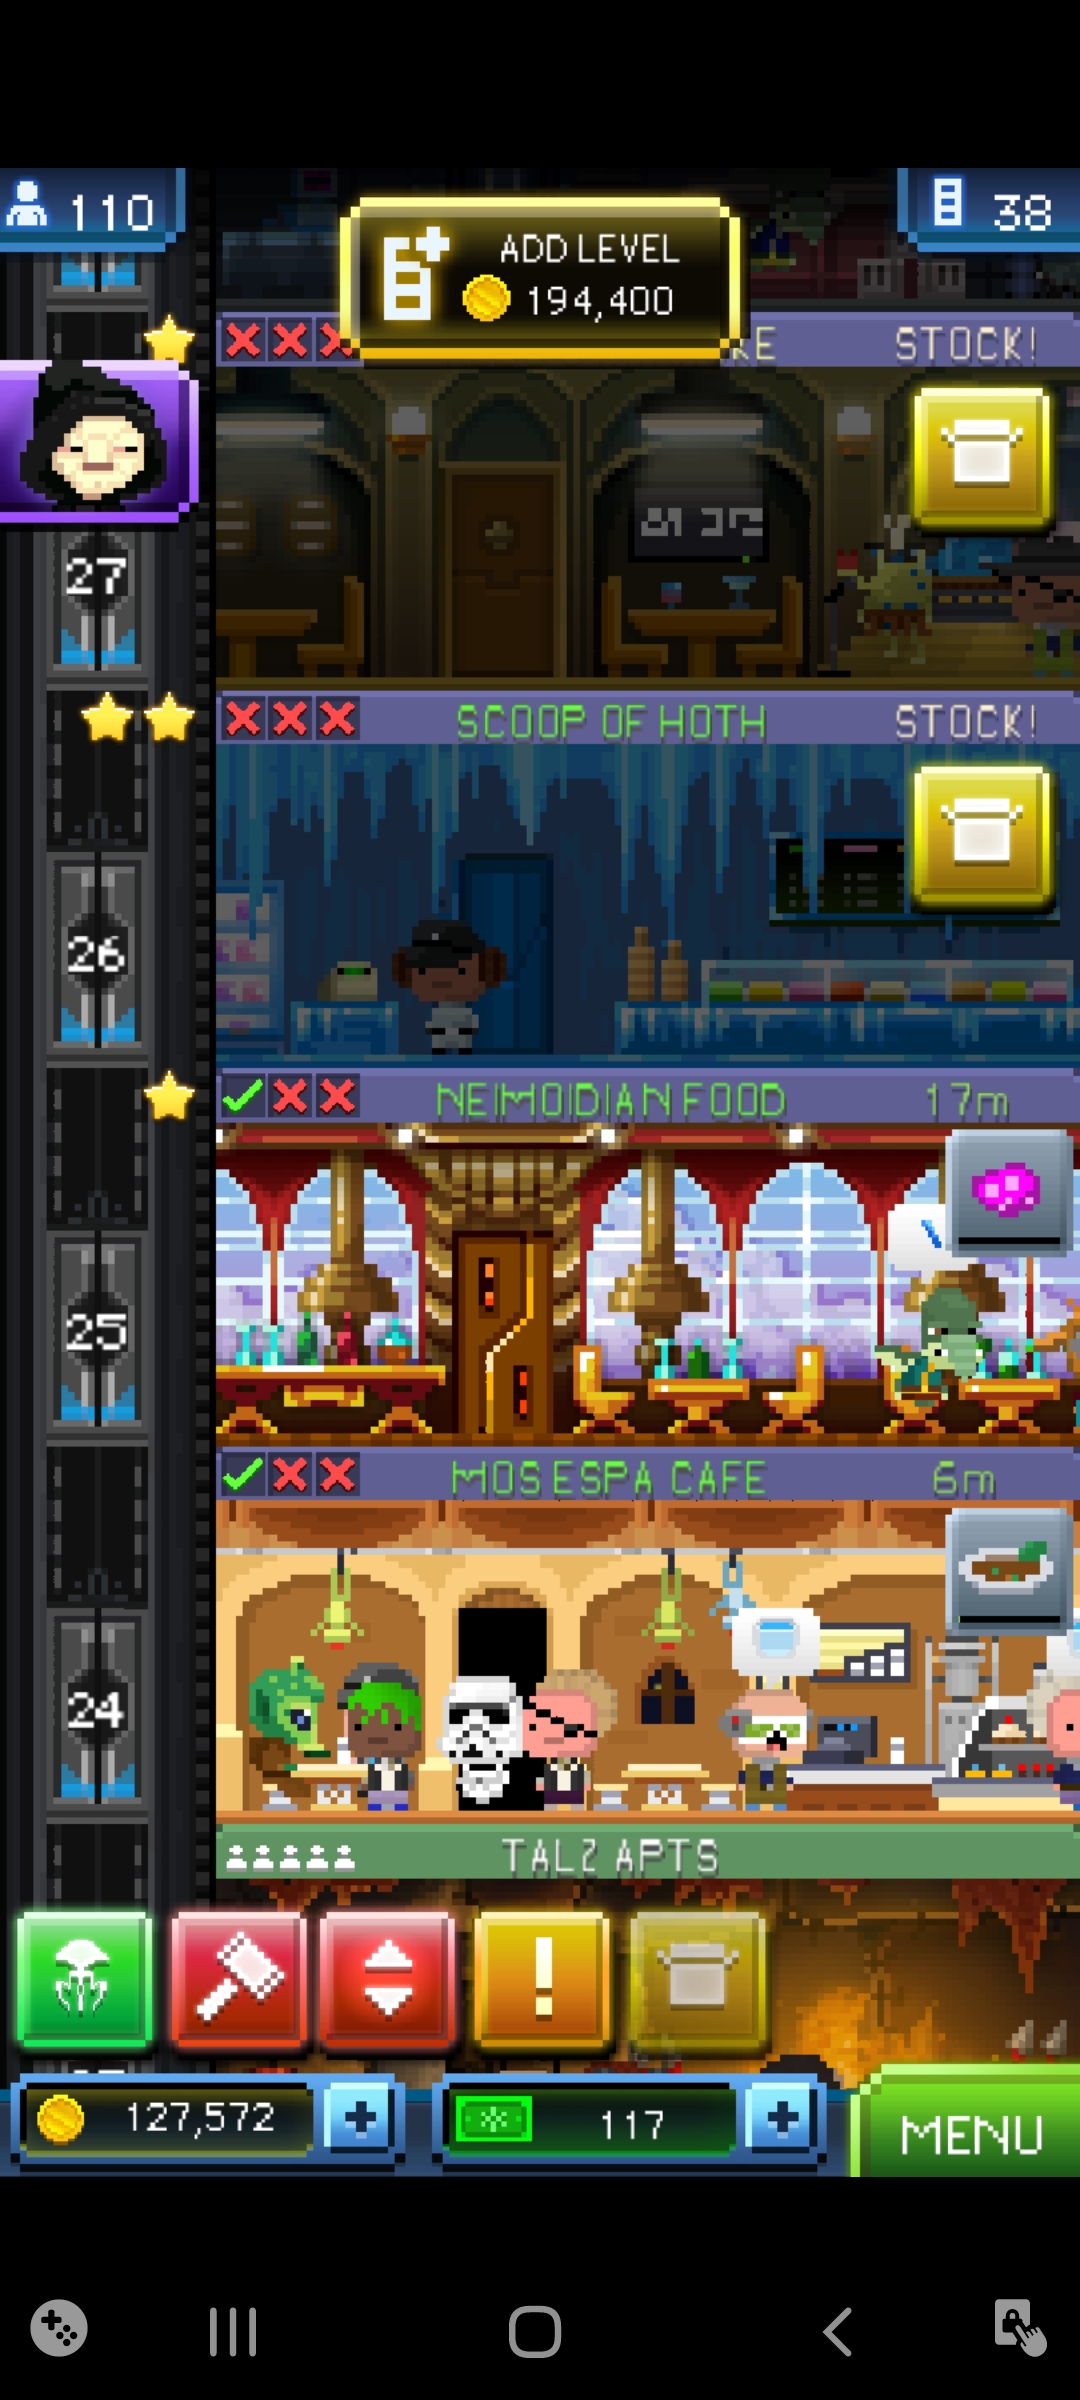 110
ADD LEVEL
194,400
38
KE
STOCK!
27
SCOOP OF HOTH
STOCK!
26
NEIMOIDIAN FOOD
17m
25
MOS ESPA CAFE
6m
24
TALZ APTS
127,572
117
MENU